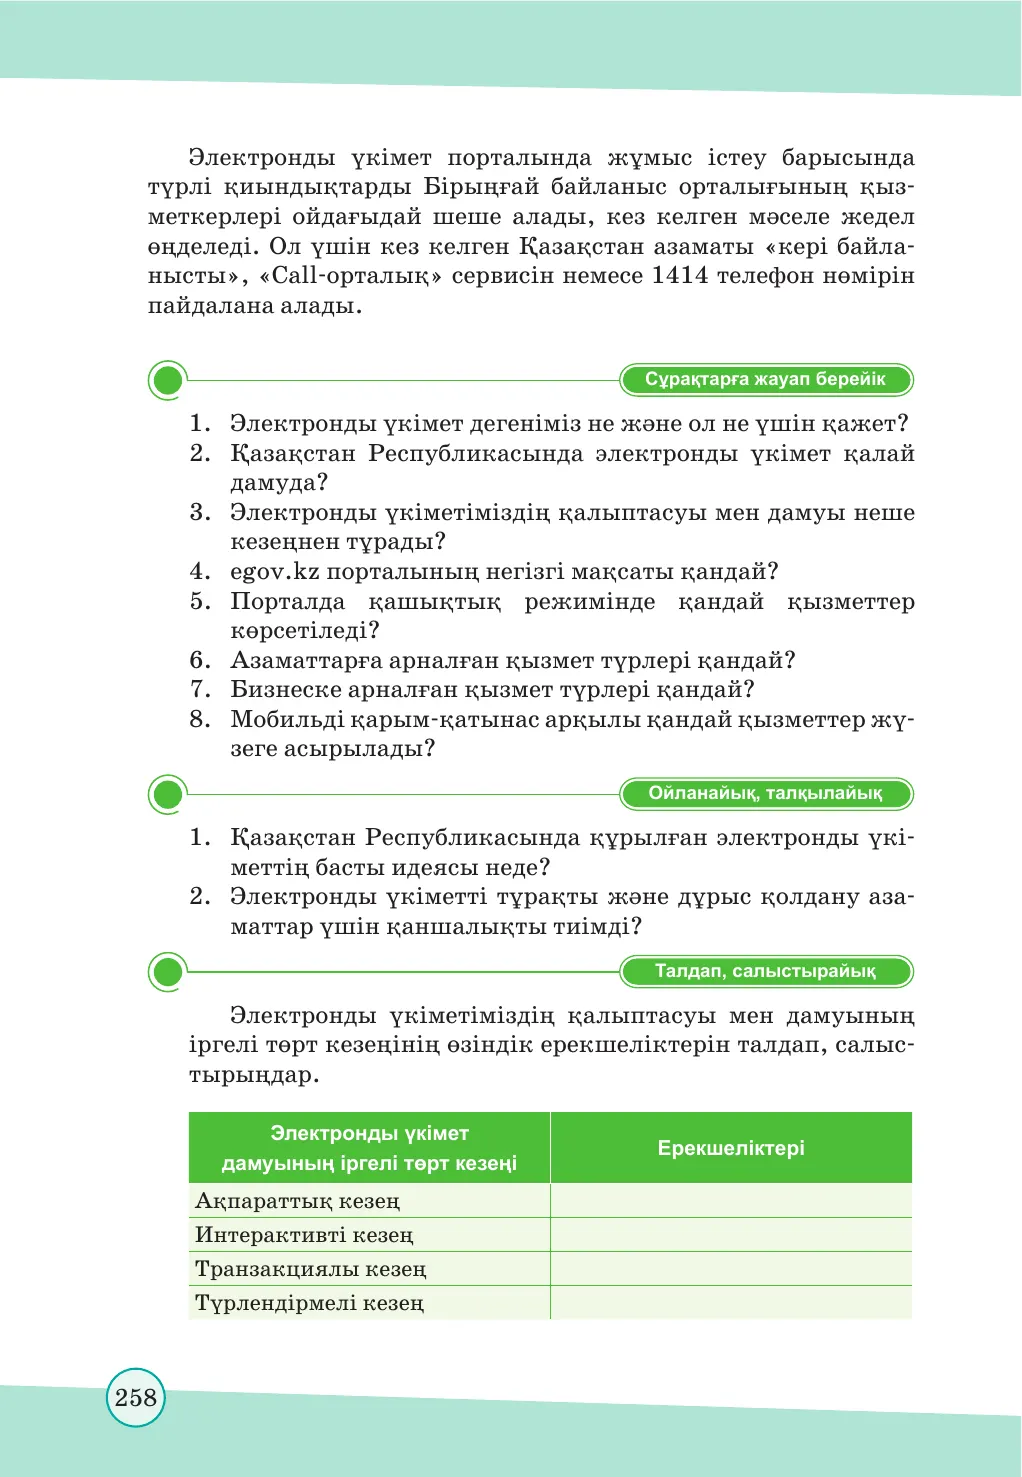 Электронды үкімет порталында жұмыс істеу барысында
түрлі қиындықтарды Бірыңғай байланыс орталығының қыз-
меткерлері ойдағыдай шеше алады, кез келген мәселе жедел
өңделеді. Ол үшін кез келген Қазақстан азаматы «кері байла-
нысты», «Call-орталық» сервисін немесе 1414 телефон нөмірін
пайдалана алады.
Сұрақтарға жауап берейік
1. Электронды үкімет дегеніміз не және ол не үшін қажет?
2. Қазақстан Республикасында электронды үкімет қалай
дамуда?
3. Электронды үкіметіміздің қалыптасуы мен дамуы неше
кезеңнен тұрады?
4. egov.kz порталының негізгі мақсаты қандай?
5. Порталда қашықтық режимінде қандай қызметтер
көрсетіледі?
6. Азаматтарға арналған қызмет түрлері қандай?
7. Бизнеске арналған қызмет түрлері қандай?
8. Мобильді қарым-қатынас арқылы қандай қызметтер жү-
зеге асырылады?
Ойланайық, талқылайық
1. Қазақстан Республикасында құрылған электронды үкі-
меттің басты идеясы неде?
2. Электронды үкіметті тұрақты және дұрыс қолдану аза-
маттар үшін қаншалықты тиімді?
Талдап, салыстырайық
Электронды үкіметіміздің қалыптасуы мен дамуының
іргелі төрт кезеңінің өзіндік ерекшеліктерін талдап, салыс-
тырыңдар.
Электронды үкімет
дамуының іргелі төрт кезеңі
Ерекшеліктері
Ақпараттық кезең
Интерактивті кезең
Транзакциялы кезең
Түрлендірмелі кезең
258